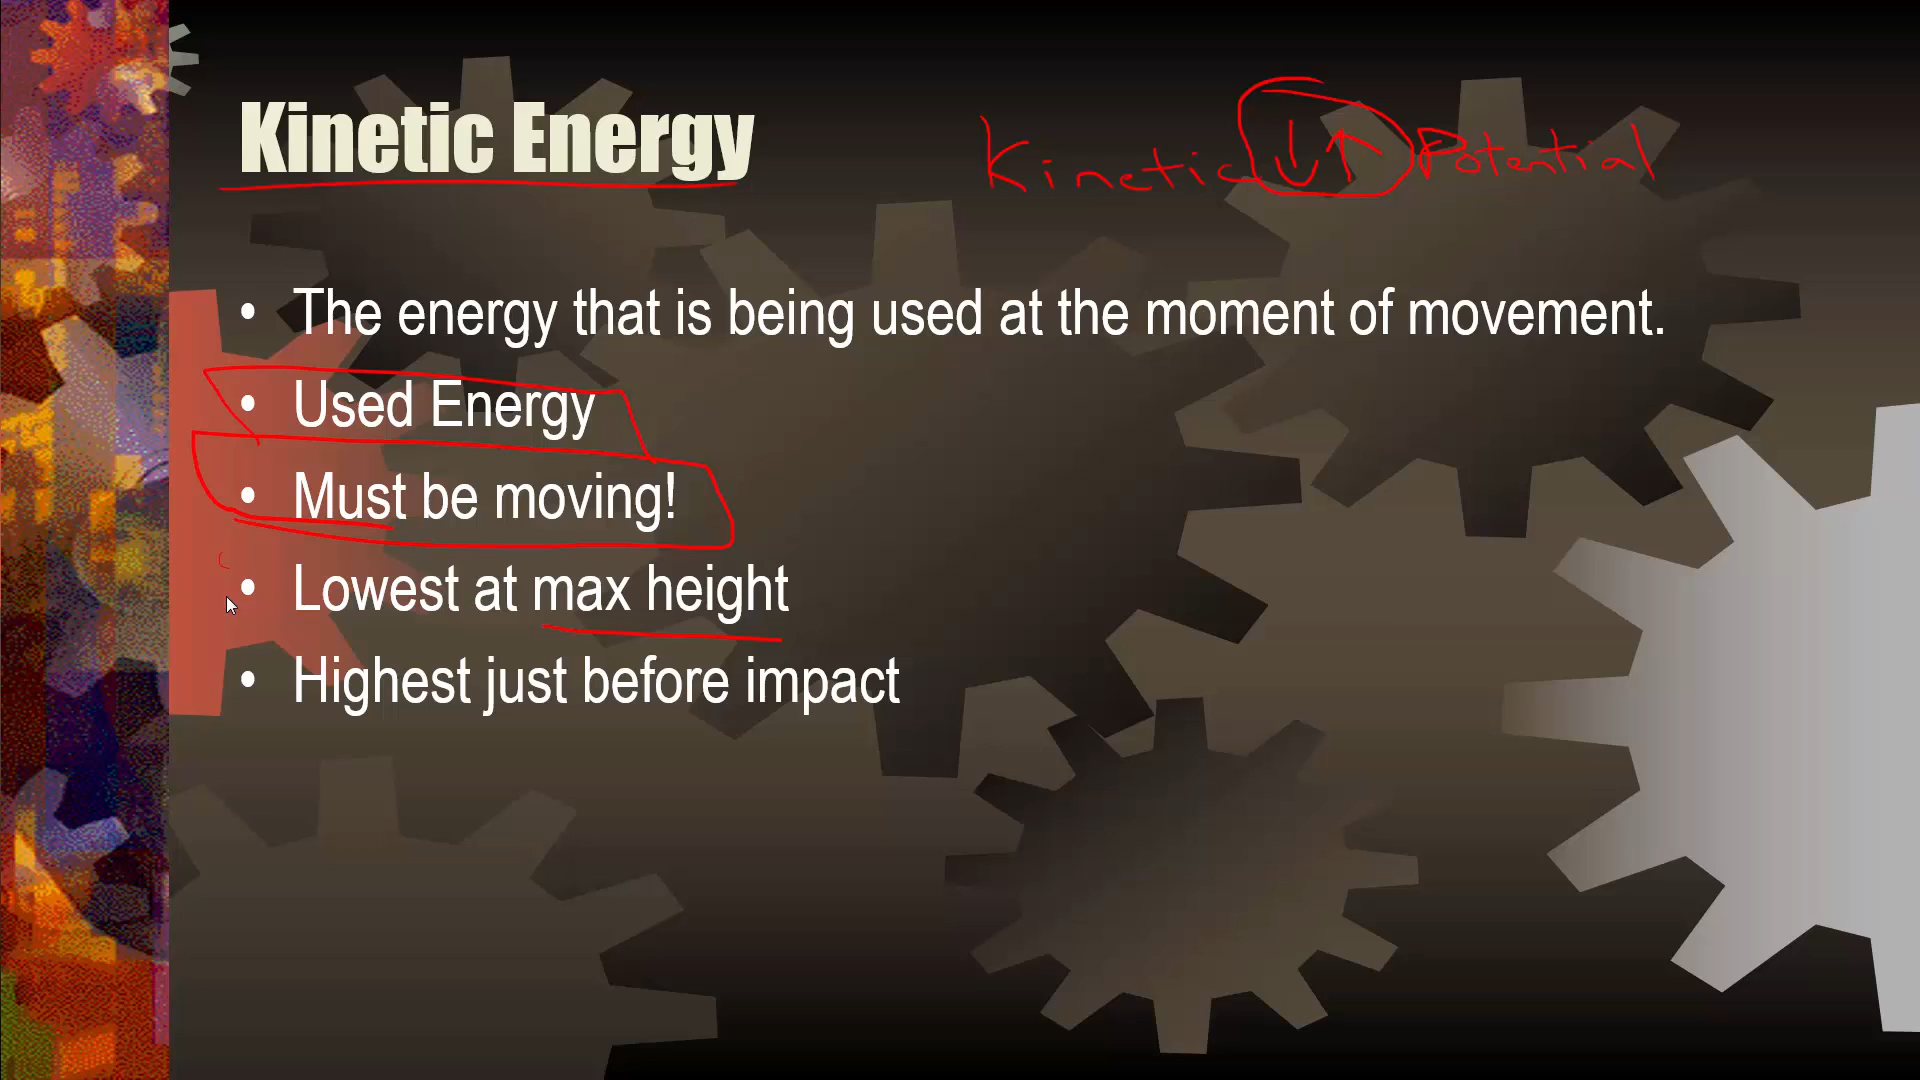 Kinetic Energy
Kinetic ↓↑ Potential
• The energy that is being used at the moment of movement.
• Used Energy
• Must be moving!
• Lowest at max height
• Highest just before impact